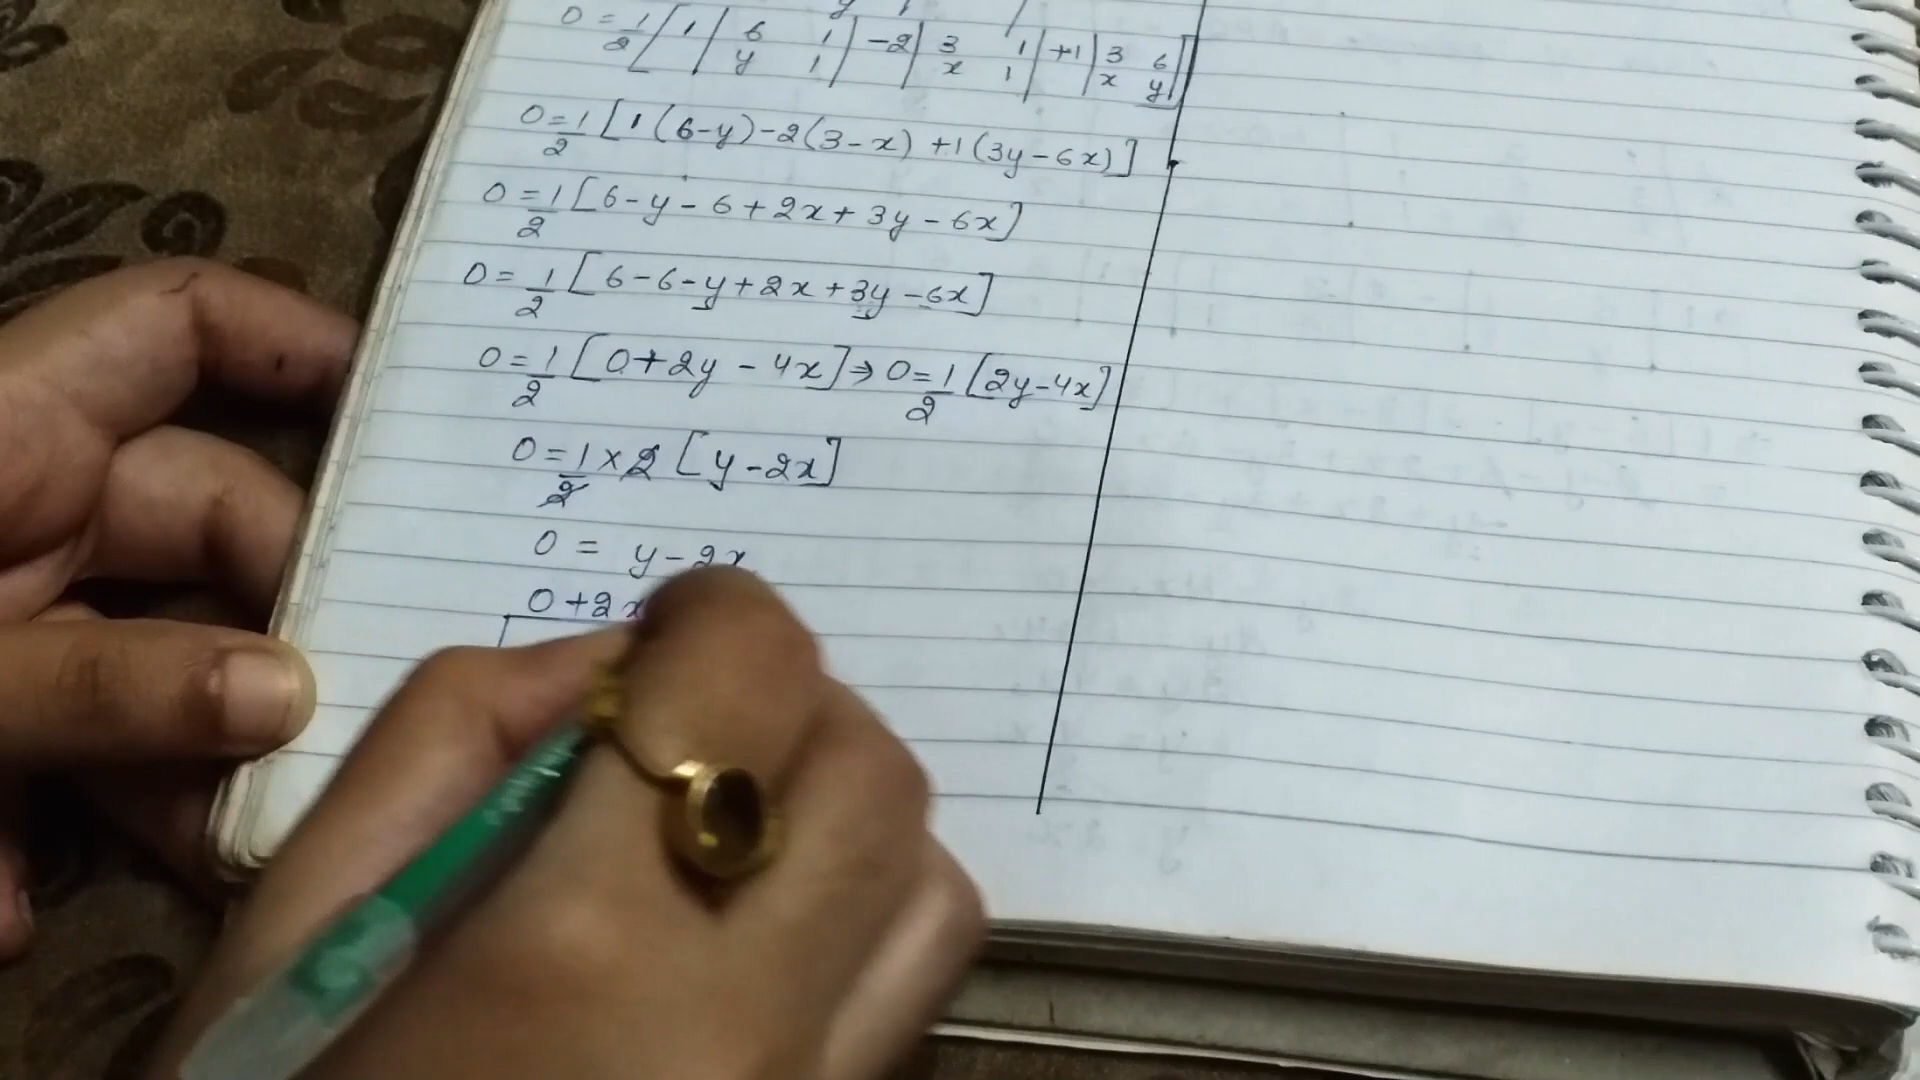 0 = 1/2 [ 1 | 6 1 | -2 | 3 1 | +1 | 3 6 | ]
y 1 x 1 x y
0 = 1/2 [ 1 (6-y) -2 (3-x) +1 (3y-6x) ]
0 = 1/2 [ 6-y-6+2x+3y-6x ]
0 = 1/2 [ 6-6-y+2x+3y-6x ]
0 = 1/2 [ 0+2y-4x ] ⇒ 0 = 1/2 [ 2y-4x ]
0 = 1/2 × 2 [ y-2x ]
0 = y-2x
0+2x